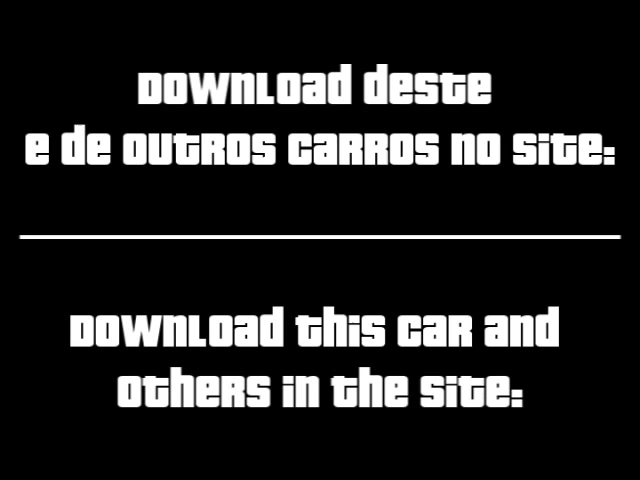 Download deste
e de outros carros no site:
Download this car and
others in the site: